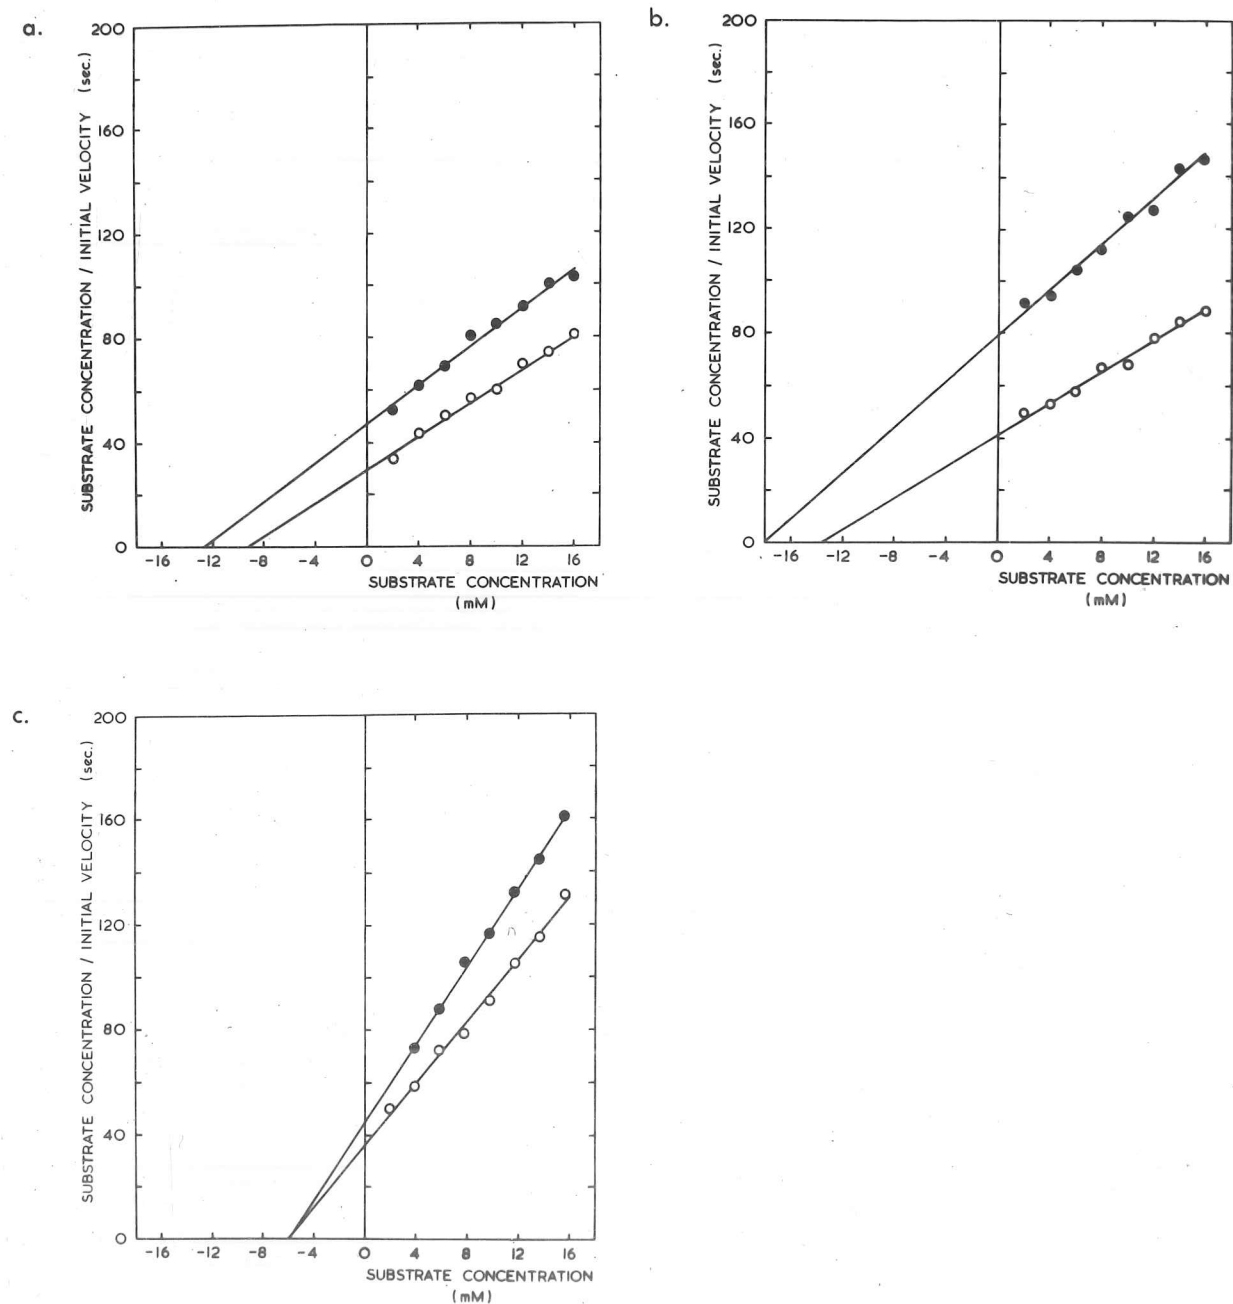 a.
SUBSTRATE CONCENTRATION / INITIAL VELOCITY (sec.)
200
160
120
80
40
0
-16 -12 -8 -4 0 4 8 12 16
SUBSTRATE CONCENTRATION
(mM)
b.
SUBSTRATE CONCENTRATION / INITIAL VELOCITY (sec.)
200
160
120
80
40
0
-16 -12 -8 -4 0 4 8 12 16
SUBSTRATE CONCENTRATION
(mM)
c.
SUBSTRATE CONCENTRATION / INITIAL VELOCITY (sec.)
200
160
120
80
40
0
-16 -12 -8 -4 0 4 8 12 16
SUBSTRATE CONCENTRATION
(mM)